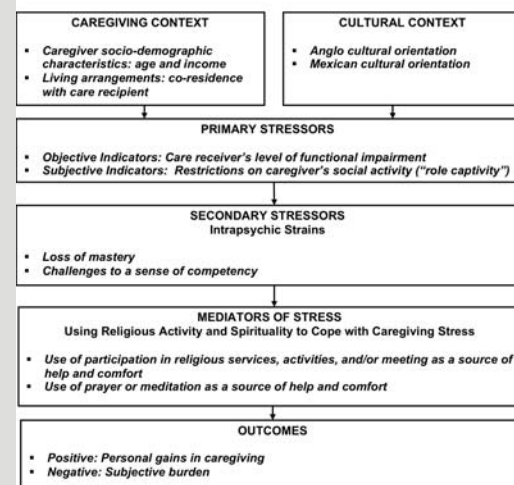 CAREGIVING CONTEXT
▪ Caregiver socio-demographic
characteristics: age and income
▪ Living arrangements: co-residence
with care recipient
CULTURAL CONTEXT
▪ Anglo cultural orientation
▪ Mexican cultural orientation
PRIMARY STRESSORS
▪ Objective Indicators: Care receiver's level of functional impairment
▪ Subjective Indicators: Restrictions on caregiver's social activity ("role captivity")
SECONDARY STRESSORS
Intrapsychic Strains
▪ Loss of mastery
▪ Challenges to a sense of competency
MEDIATORS OF STRESS
Using Religious Activity and Spirituality to Cope with Caregiving Stress
▪ Use of participation in religious services, activities, and/or meeting as a source of
help and comfort
▪ Use of prayer or meditation as a source of help and comfort
OUTCOMES
▪ Positive: Personal gains in caregiving
▪ Negative: Subjective burden